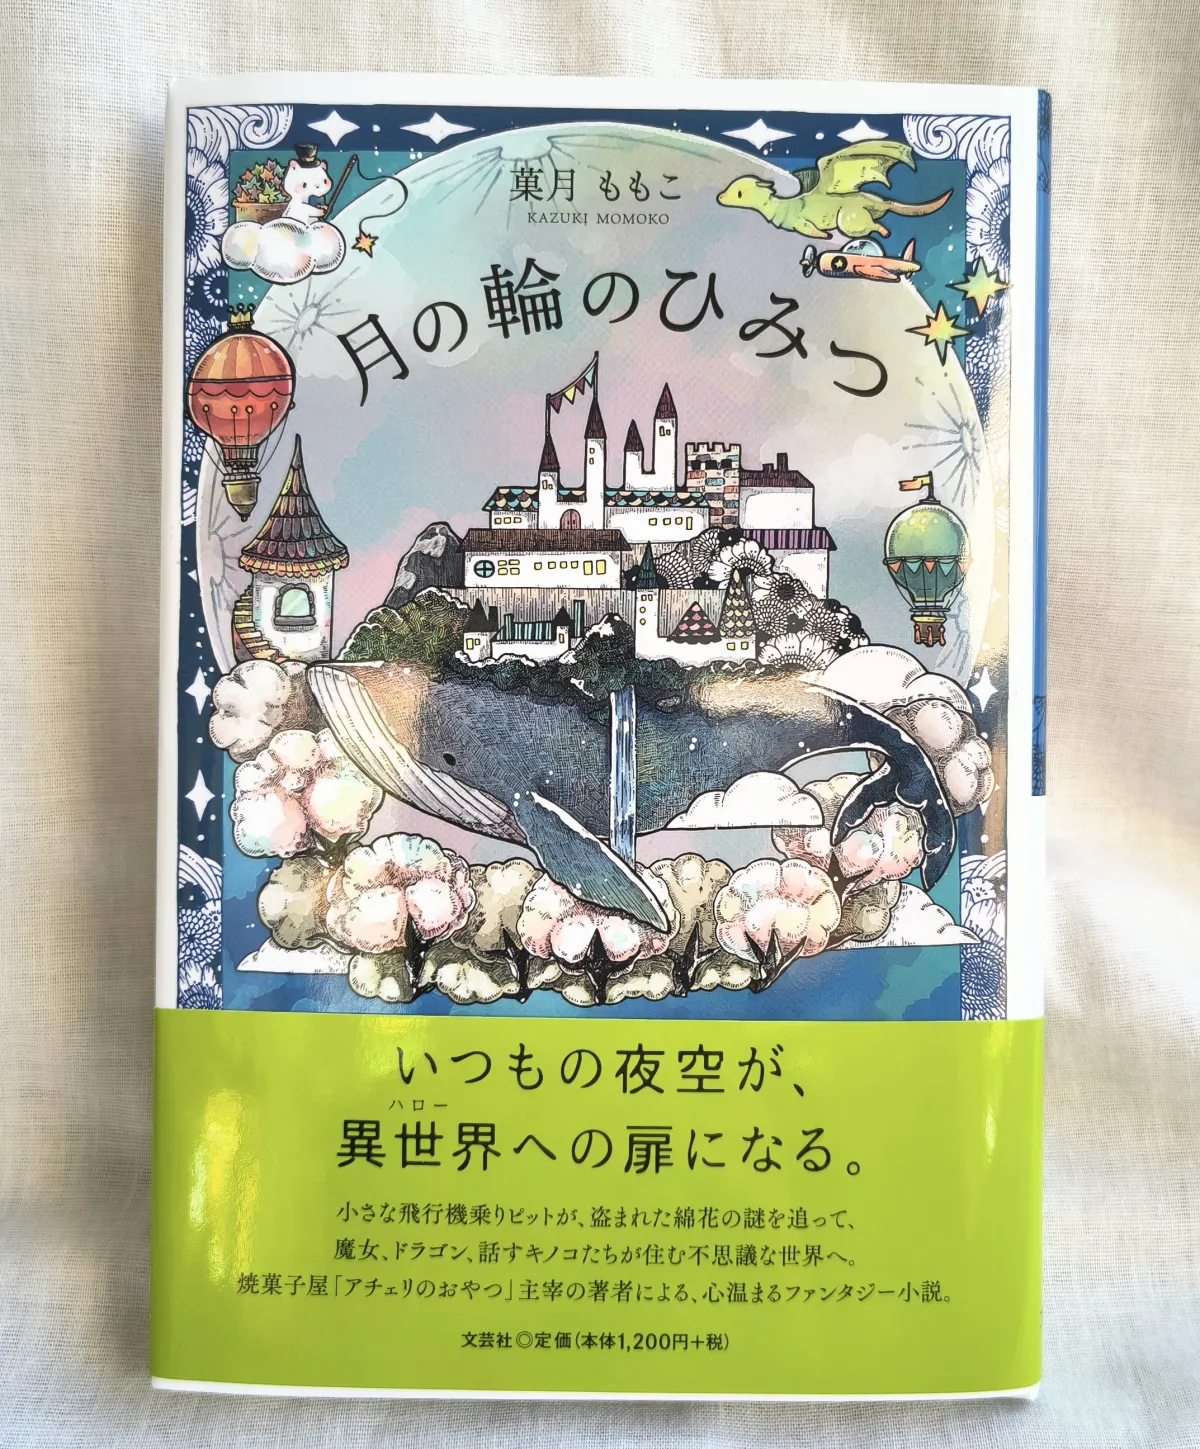 菓月 ももこ
KAZUKI MOMOKO
月の輪のひみつ
いつもの夜空が、
ハロー
異世界への扉になる。
小さな飛行機乗りピットが、盗まれた綿花の謎を追って、
魔女、ドラゴン、話すキノコたちが住む不思議な世界へ。
焼菓子屋「アチェリのおやつ」主宰の著者による、心温まるファンタジー小説。
文芸社◎定価(本体1,200円+税)